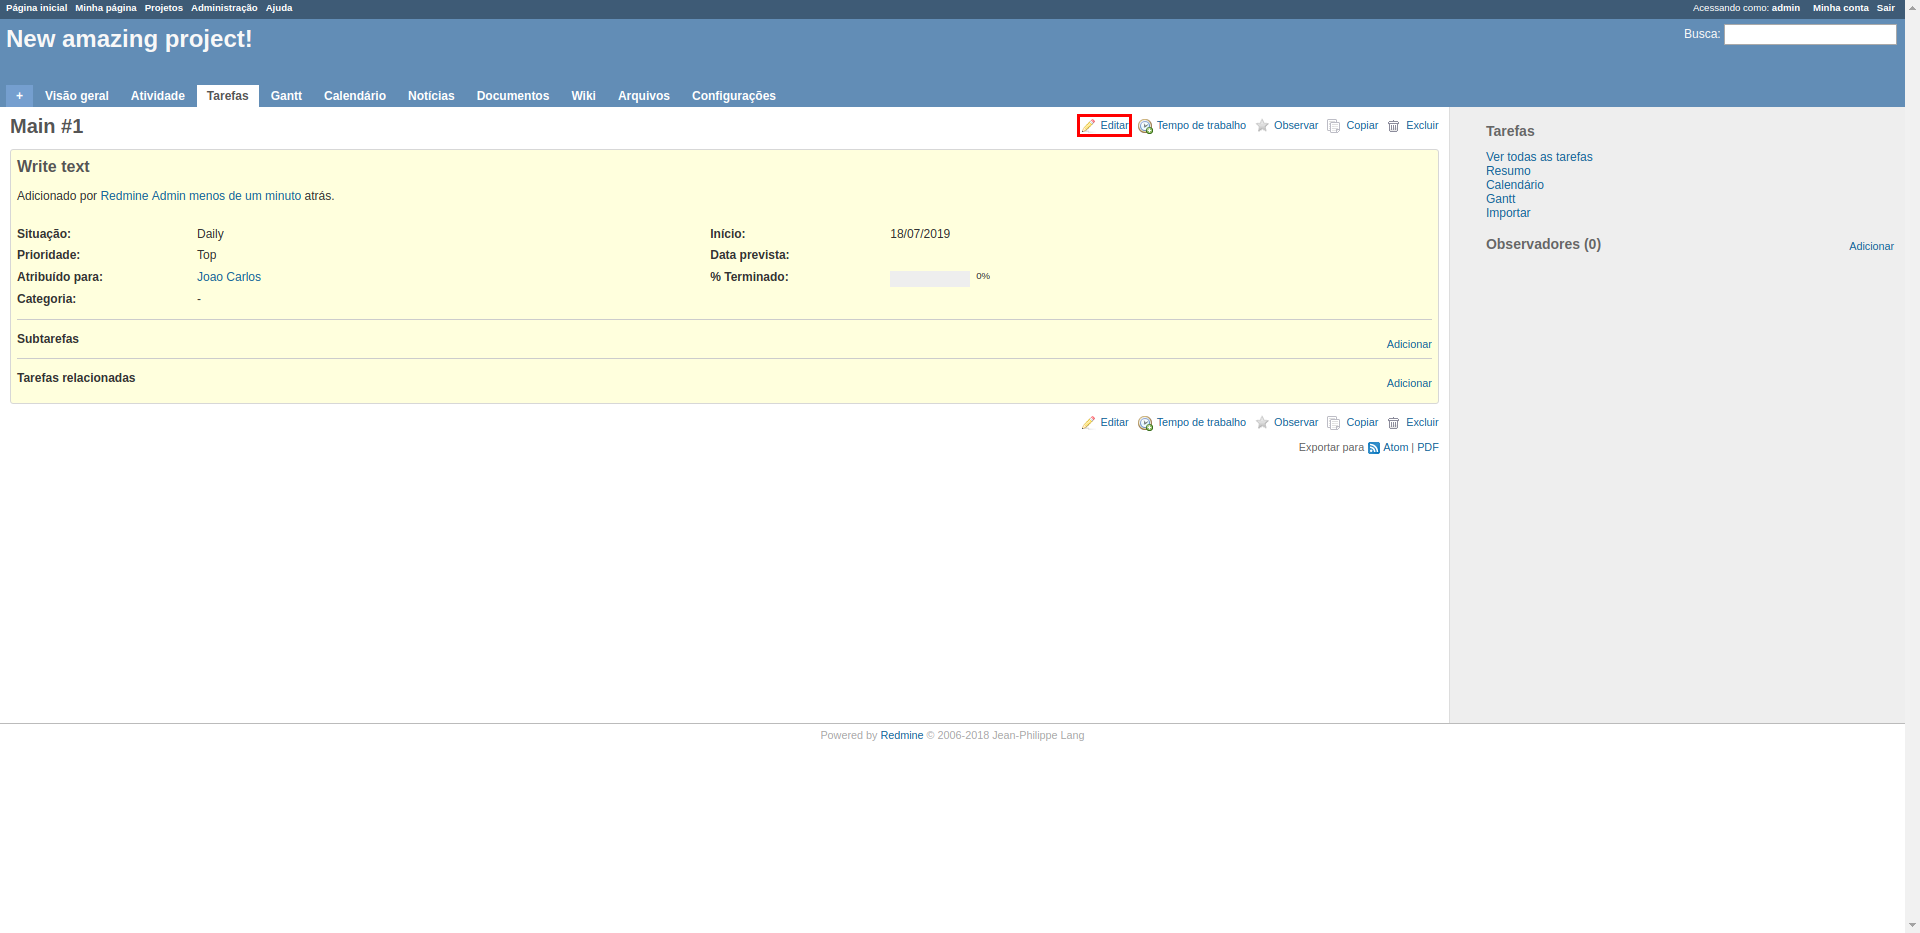 Página inicial Minha página Projetos Administração Ajuda Acessando como: admin Minha conta Sair
New amazing project! Busca:
+ Visão geral Atividade Tarefas Gantt Calendário Notícias Documentos Wiki Arquivos Configurações
Main #1 Editar Tempo de trabalho Observar Copiar Excluir
Write text
Adicionado por Redmine Admin menos de um minuto atrás.
Situação: Daily Início: 18/07/2019
Prioridade: Top Data prevista:
Atribuído para: Joao Carlos % Terminado: 0%
Categoria: -
Subtarefas Adicionar
Tarefas relacionadas Adicionar
Editar Tempo de trabalho Observar Copiar Excluir
Exportar para Atom | PDF
Tarefas
Ver todas as tarefas
Resumo
Calendário
Gantt
Importar
Observadores (0) Adicionar
Powered by Redmine © 2006-2018 Jean-Philippe Lang